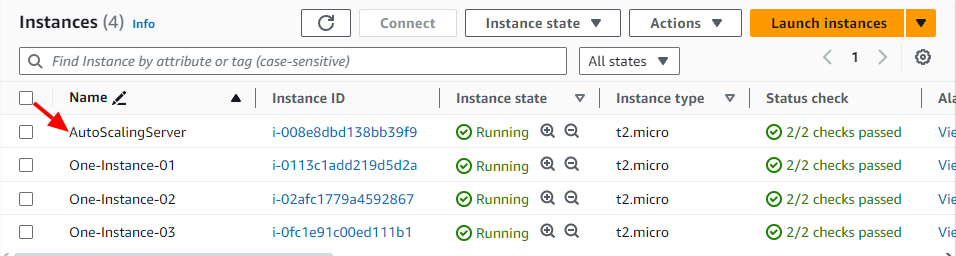 Instances (4) Info Connect Instance state Actions Launch instances
Find Instance by attribute or tag (case-sensitive) All states 1
Name Instance ID Instance state Instance type Status check Ala
AutoScalingServer i-008e8dbd138bb39f9 Running t2.micro 2/2 checks passed Vie
One-Instance-01 i-0113c1add219d5d2a Running t2.micro 2/2 checks passed Vie
One-Instance-02 i-02afc1779a4592867 Running t2.micro 2/2 checks passed Vie
One-Instance-03 i-0fc1e91c00ed111b1 Running t2.micro 2/2 checks passed Vie